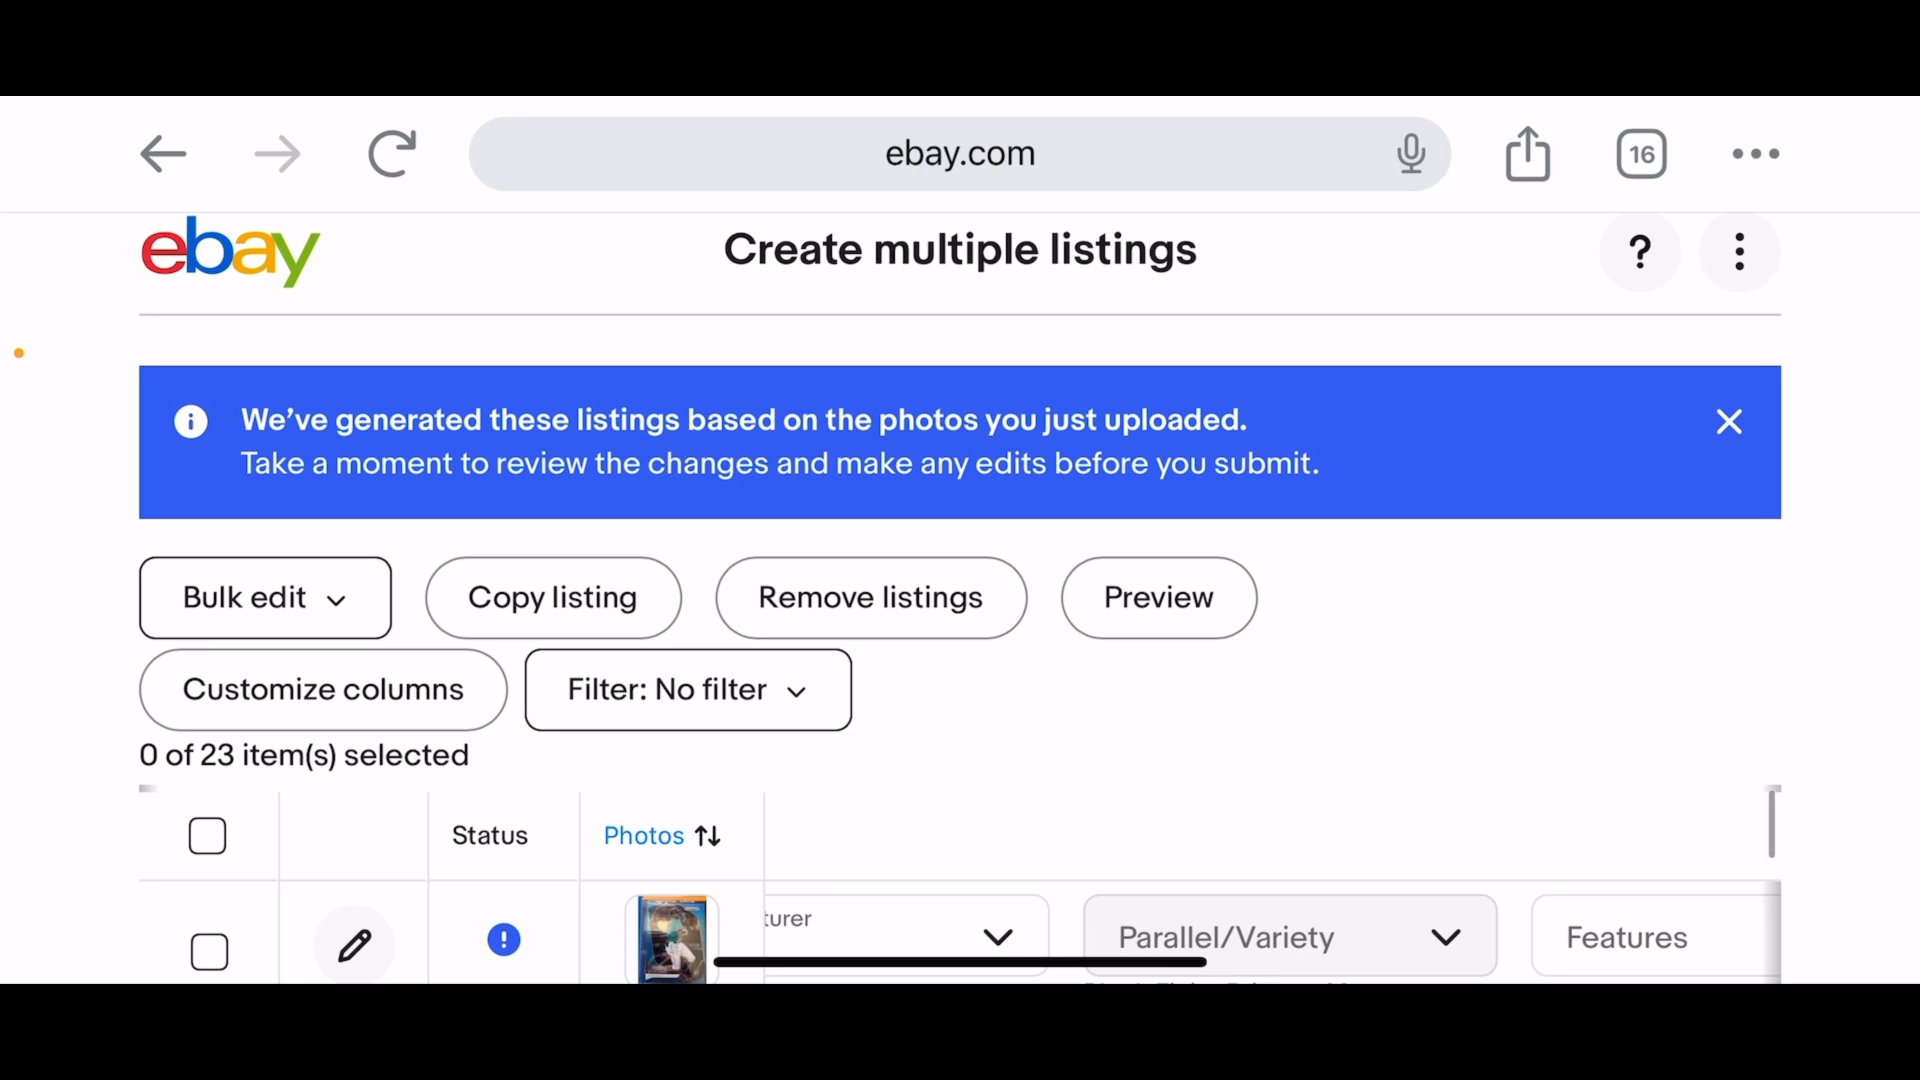 ebay.com
16
ebay
Create multiple listings
?
We've generated these listings based on the photos you just uploaded.
Take a moment to review the changes and make any edits before you submit.
Bulk edit
Copy listing
Remove listings
Preview
Customize columns
Filter: No filter
0 of 23 item(s) selected
Status
Photos
turer
Parallel/Variety
Features